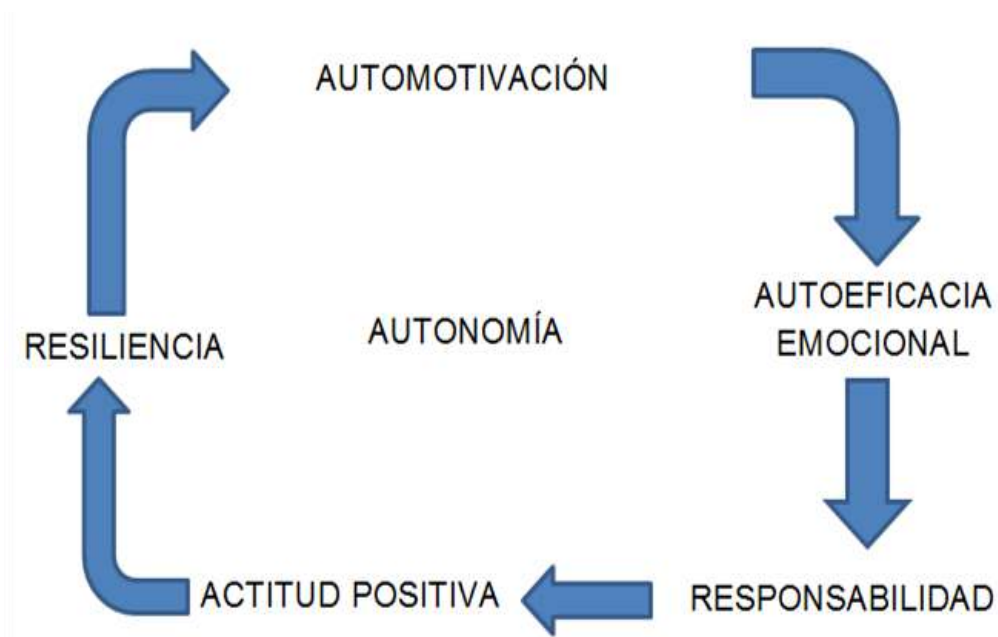 AUTOMOTIVACIÓN
AUTOEFICACIA
EMOCIONAL
AUTONOMÍA
RESILIENCIA
ACTITUD POSITIVA
RESPONSABILIDAD